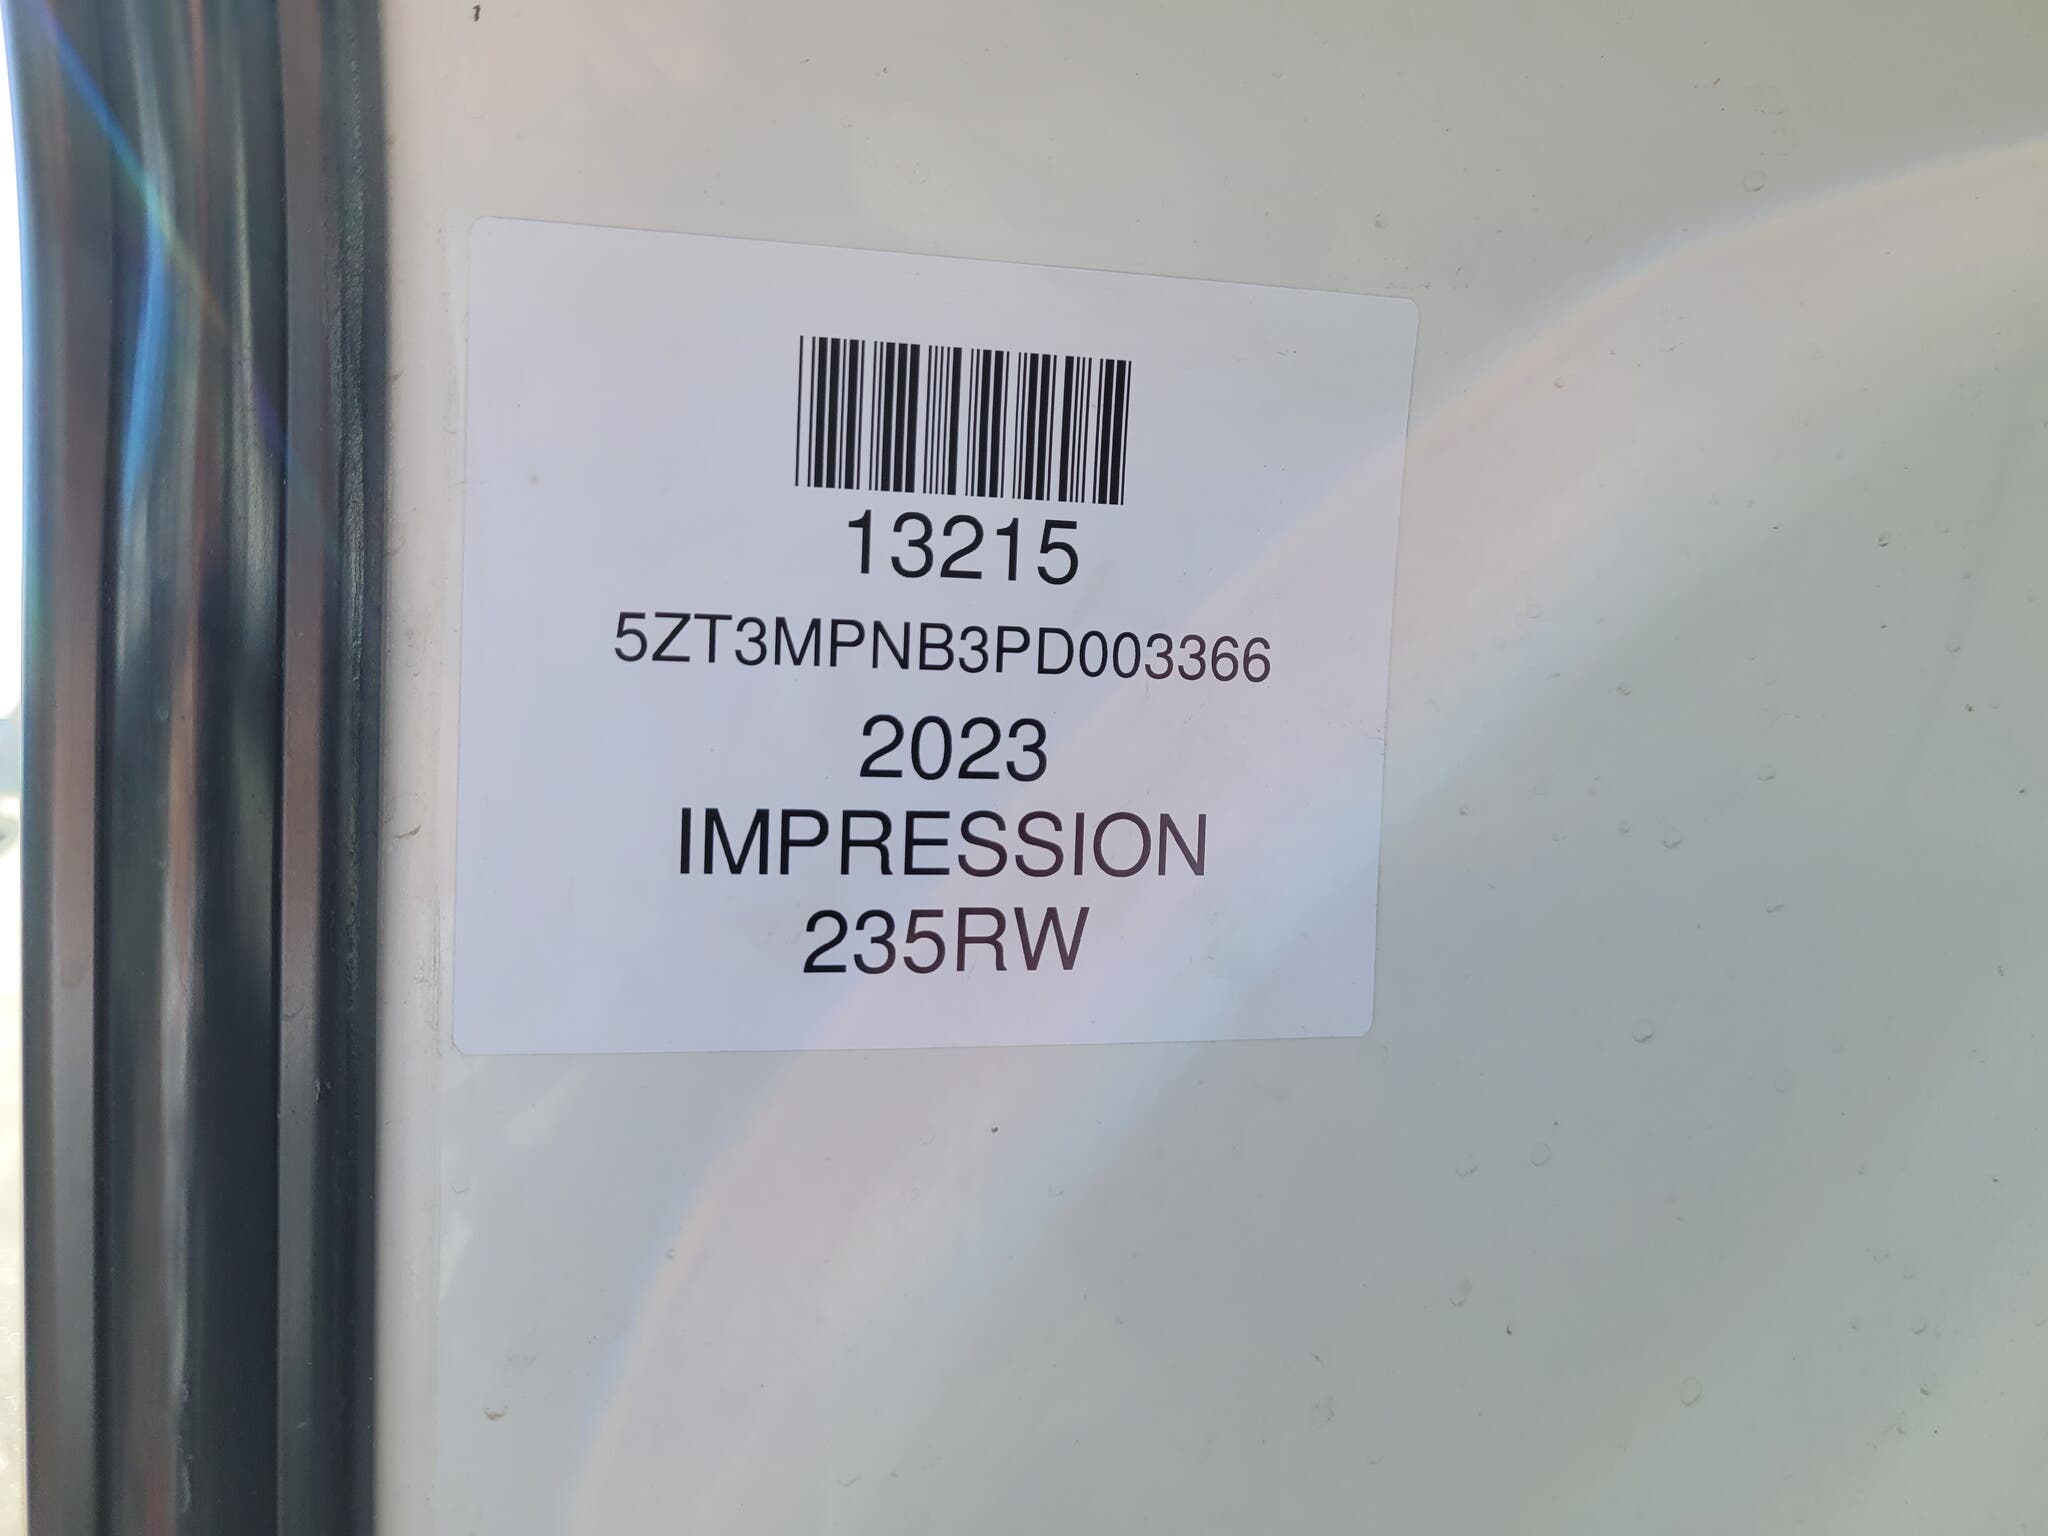 13215
5ZT3MPNB3PD003366
2023
IMPRESSION
235RW